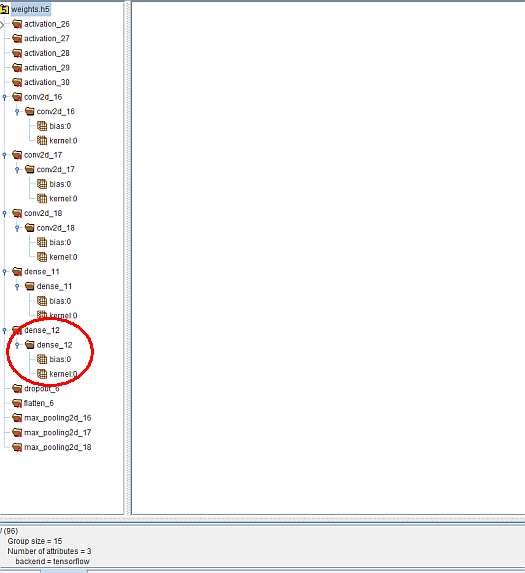 weights.h5
activation_26
activation_27
activation_28
activation_29
activation_30
conv2d_16
conv2d_16
bias:0
kernel:0
conv2d_17
conv2d_17
bias:0
kernel:0
conv2d_18
conv2d_18
bias:0
kernel:0
dense_11
dense_11
bias:0
kernel:0
dense_12
dense_12
bias:0
kernel:0
dropout_6
flatten_6
max_pooling2d_16
max_pooling2d_17
max_pooling2d_18
/ (96)
Group size = 15
Number of attributes = 3
backend = tensorflow